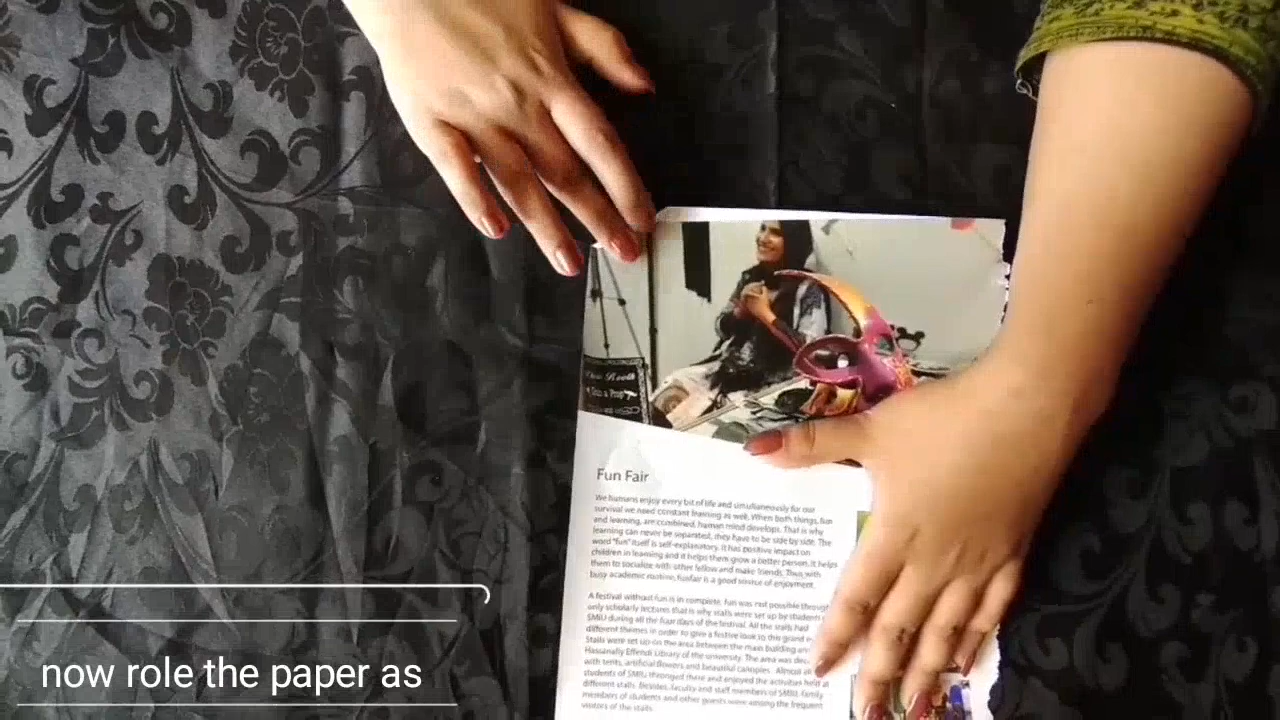 Fun Fair
We humans enjoy every bit of life and simultaneously for our
survival we need constant learning as well. When both things, fun
and learning, are combined, human mind develops. That is why
learning can never be separated, they have to be side by side. The
word "fun" itself is self-explanatory. It has positive impact on
children in learning and it helps them grow a better person. It helps
them to socialize with other fellow and make friends. Thus with
busy academic routine, funfair is a good source of enjoyment.
A festival without fun is in complete, fun was not possible through
only scholarly lectures that is why stalls were set up by students
SMIU during all the four days of the festival. All the stalls had
different themes in order to give a festive look to this grand
Stalls were set up on the area between the main building
Hassanally Effendi Library of the university. The area was
with tents, artificial flowers and beautiful canopies. Almost all
students of SMIU thronged there and enjoyed the activities held at
different stalls. Besides, faculty and staff members of SMIU, family
members of students and other guests were among the frequent
visitors of the stalls.
now role the paper as